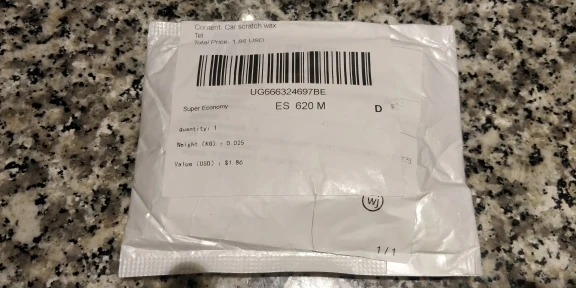 Content: Car scratch wax
Tel
Total Price: 1.86 USD
UG666324697BE
Super Economy
ES 620 M
D
Quantity: 1
Weight (KG) : 0.025
Value (USD) : $1.86
wj
1 / 1